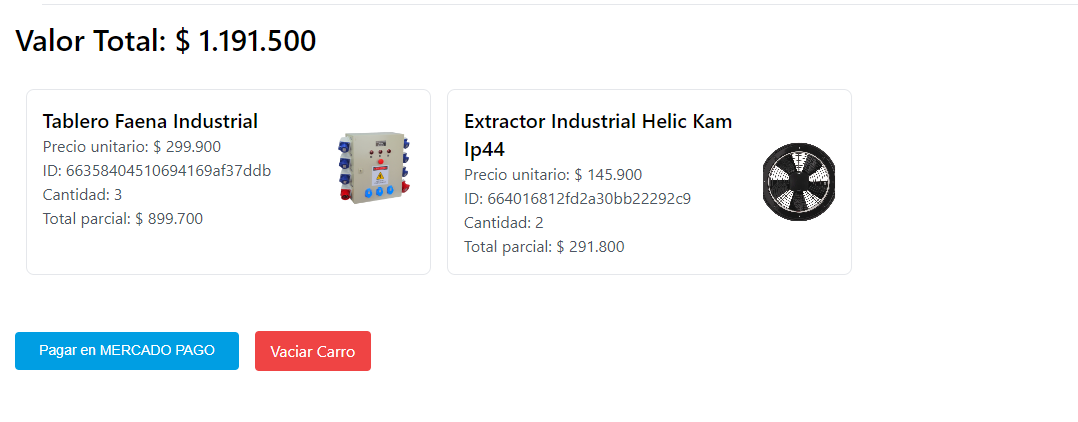 Valor Total: $ 1.191.500
Tablero Faena Industrial
Precio unitario: $ 299.900
ID: 66358404510694169af37ddb
Cantidad: 3
Total parcial: $ 899.700
Extractor Industrial Helic Kam
Ip44
Precio unitario: $ 145.900
ID: 664016812fd2a30bb22292c9
Cantidad: 2
Total parcial: $ 291.800
Pagar en MERCADO PAGO
Vaciar Carro